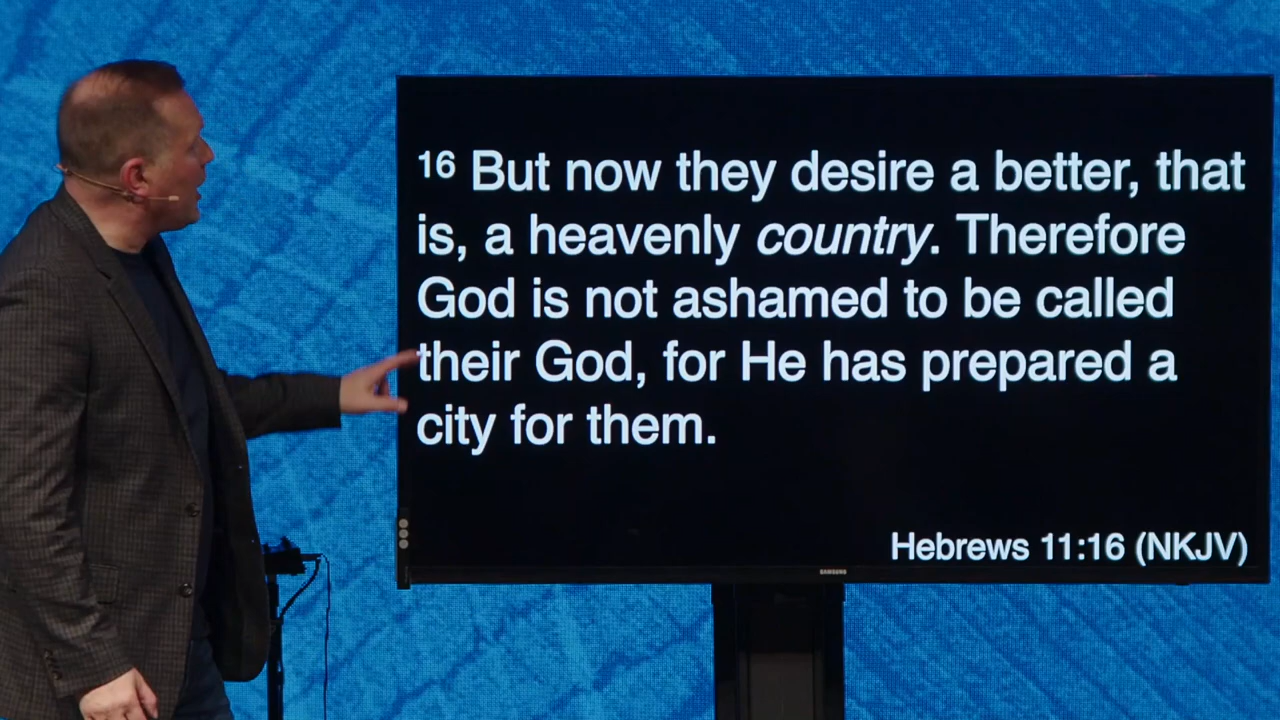 16 But now they desire a better, that
is, a heavenly country. Therefore
God is not ashamed to be called
their God, for He has prepared a
city for them.
Hebrews 11:16 (NKJV)
SAMSUNG